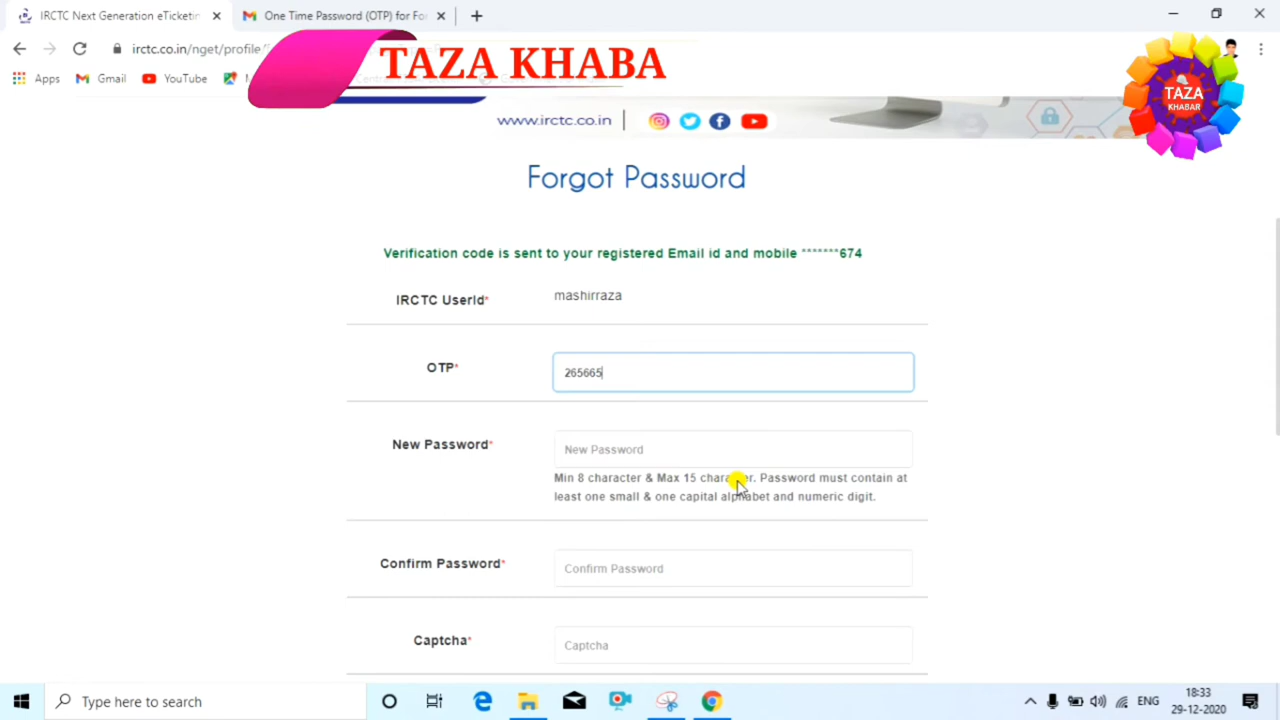 IRCTC Next Generation eTicketin
One Time Password (OTP) for For
irctc.co.in/nget/profile/
TAZA KHABA
Apps
Gmail
YouTube
TAZA
KHABAR
www.irctc.co.in
Forgot Password
Verification code is sent to your registered Email id and mobile *******674
IRCTC UserId* mashirraza
OTP* 265665
New Password* New Password
Min 8 character & Max 15 character. Password must contain at
least one small & one capital alphabet and numeric digit.
Confirm Password* Confirm Password
Captcha* Captcha
Type here to search
ENG
18:33
29-12-2020